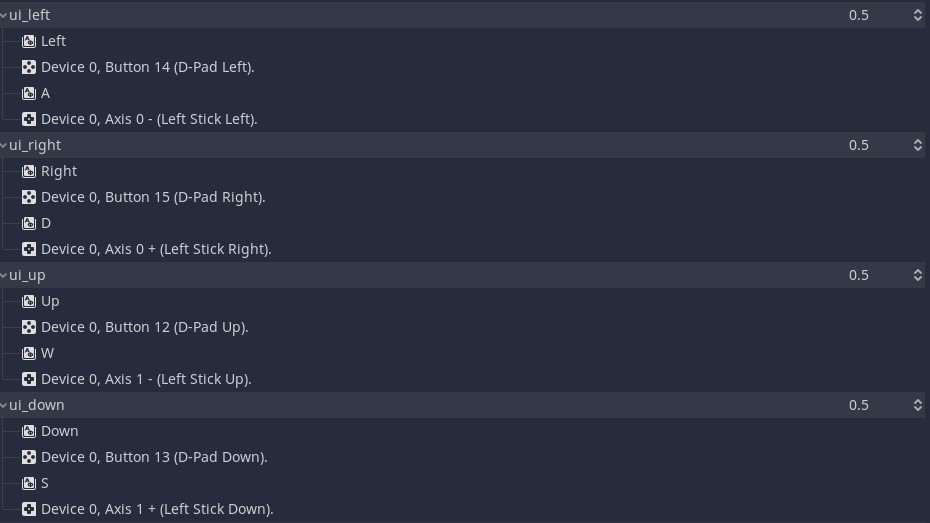 ui_left 0.5
Left
Device 0, Button 14 (D-Pad Left).
A
Device 0, Axis 0 - (Left Stick Left).
ui_right 0.5
Right
Device 0, Button 15 (D-Pad Right).
D
Device 0, Axis 0 + (Left Stick Right).
ui_up 0.5
Up
Device 0, Button 12 (D-Pad Up).
W
Device 0, Axis 1 - (Left Stick Up).
ui_down 0.5
Down
Device 0, Button 13 (D-Pad Down).
S
Device 0, Axis 1 + (Left Stick Down).